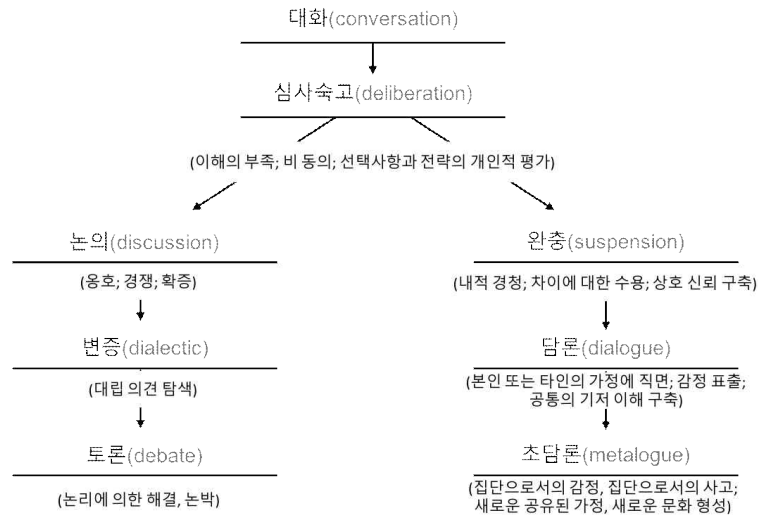 대화(conversation)
심사숙고(deliberation)
(이해의 부족; 비 동의; 선택사항과 전략의 개인적 평가)
논의(discussion)
(옹호; 경쟁; 확증)
변증(dialectic)
(대립 의견 탐색)
토론(debate)
(논리에 의한 해결, 논박)
완충(suspension)
(내적 경청; 차이에 대한 수용; 상호 신뢰 구축)
담론(dialogue)
(본인 또는 타인의 가정에 직면; 감정 표출;
공통의 기저 이해 구축)
초담론(metalogue)
(집단으로서의 감정, 집단으로서의 사고;
새로운 공유된 가정, 새로운 문화 형성)